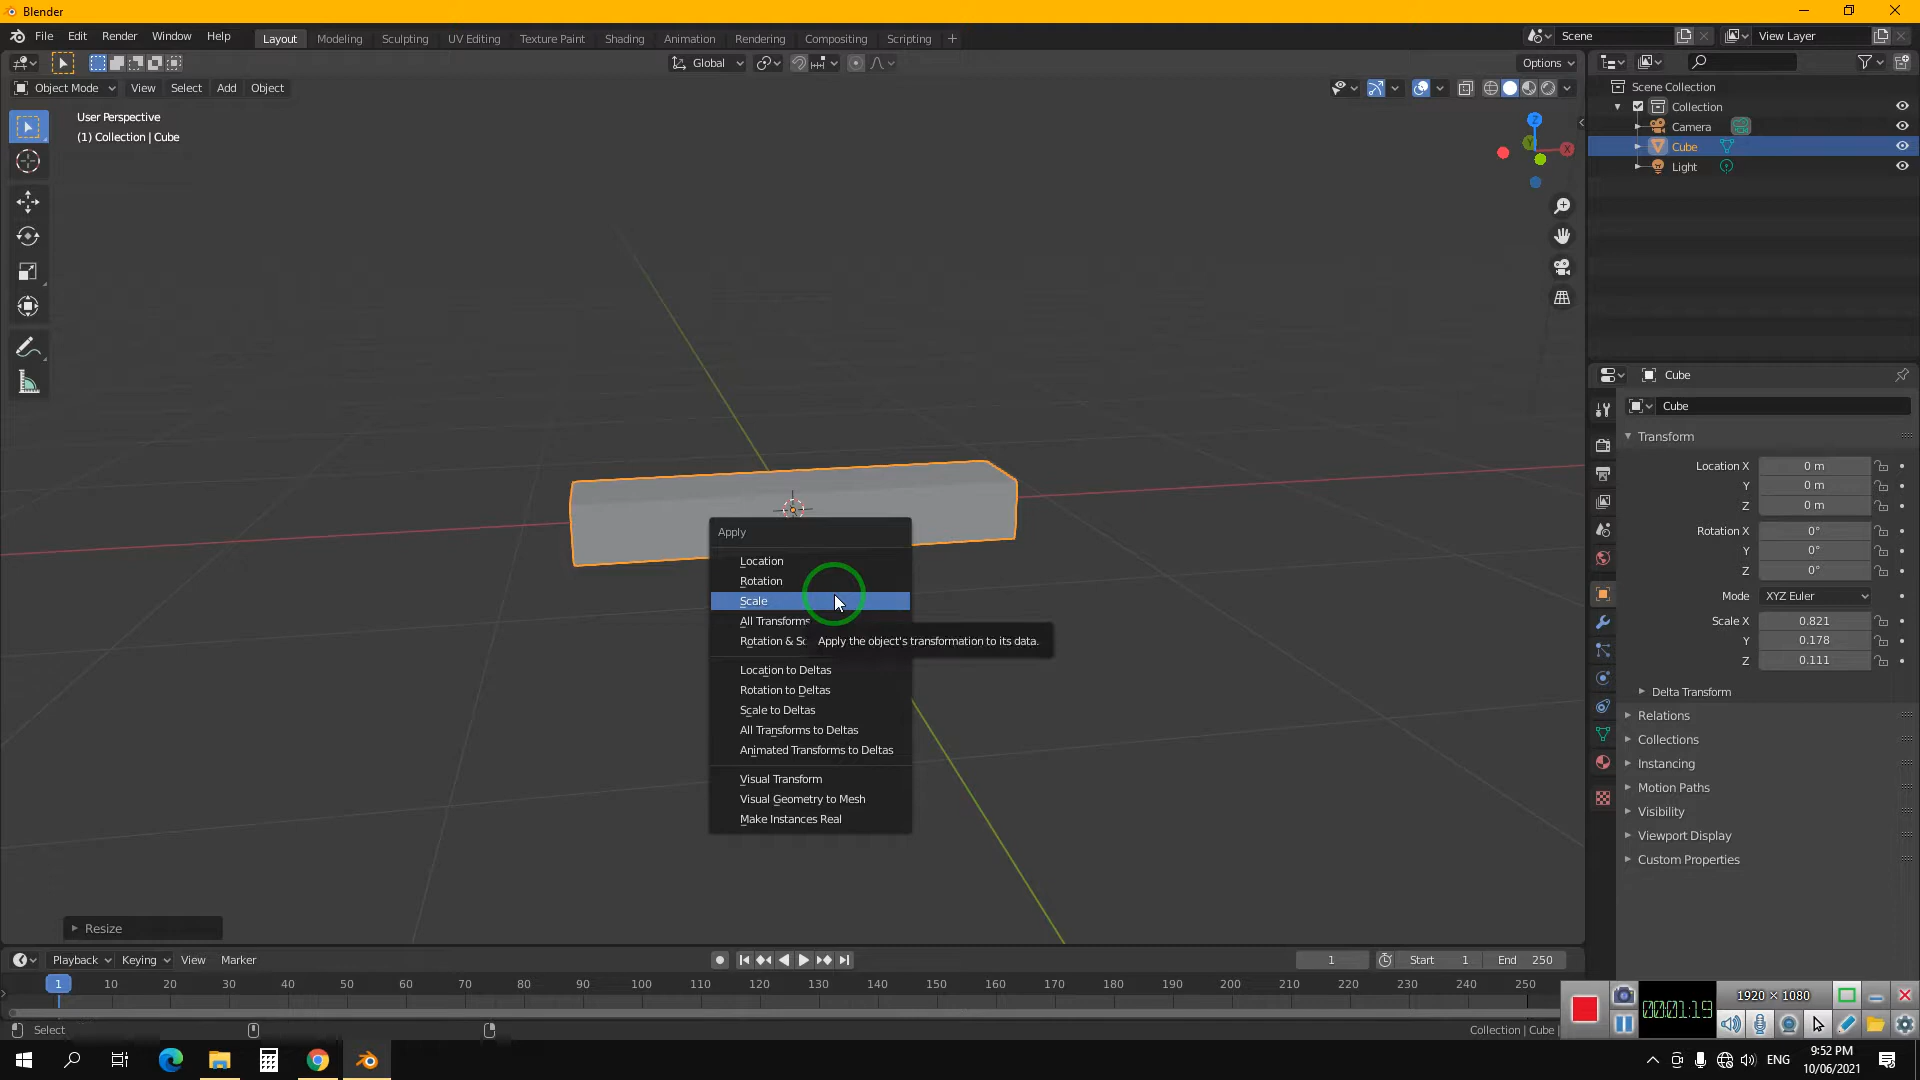 Blender
File Edit Render Window Help
Layout Modeling Sculpting UV Editing Texture Paint Shading Animation Rendering Compositing Scripting
Scene
View Layer
Global
Options
Object Mode View Select Add Object
User Perspective
(1) Collection | Cube
Z
Y
X
Scene Collection
Collection
Camera
Cube
Light
Cube
Cube
Transform
Location X 0 m
Y 0 m
Z 0 m
Rotation X 0°
Y 0°
Z 0°
Mode XYZ Euler
Scale X 0.821
Y 0.178
Z 0.111
Delta Transform
Relations
Collections
Instancing
Motion Paths
Visibility
Viewport Display
Custom Properties
Apply
Location
Rotation
Scale
All Transforms
Rotation & Sc
Apply the object's transformation to its data.
Location to Deltas
Rotation to Deltas
Scale to Deltas
All Transforms to Deltas
Animated Transforms to Deltas
Visual Transform
Visual Geometry to Mesh
Make Instances Real
Resize
Playback Keying View Marker
1 Start 1 End 250
1 10 20 30 40 50 60 70 80 90 100 110 120 130 140 150 160 170 180 190 200 210 220 230 240 250
Select
Collection | Cube
00:01:19
1920 × 1080
ENG
9:52 PM
10/06/2021